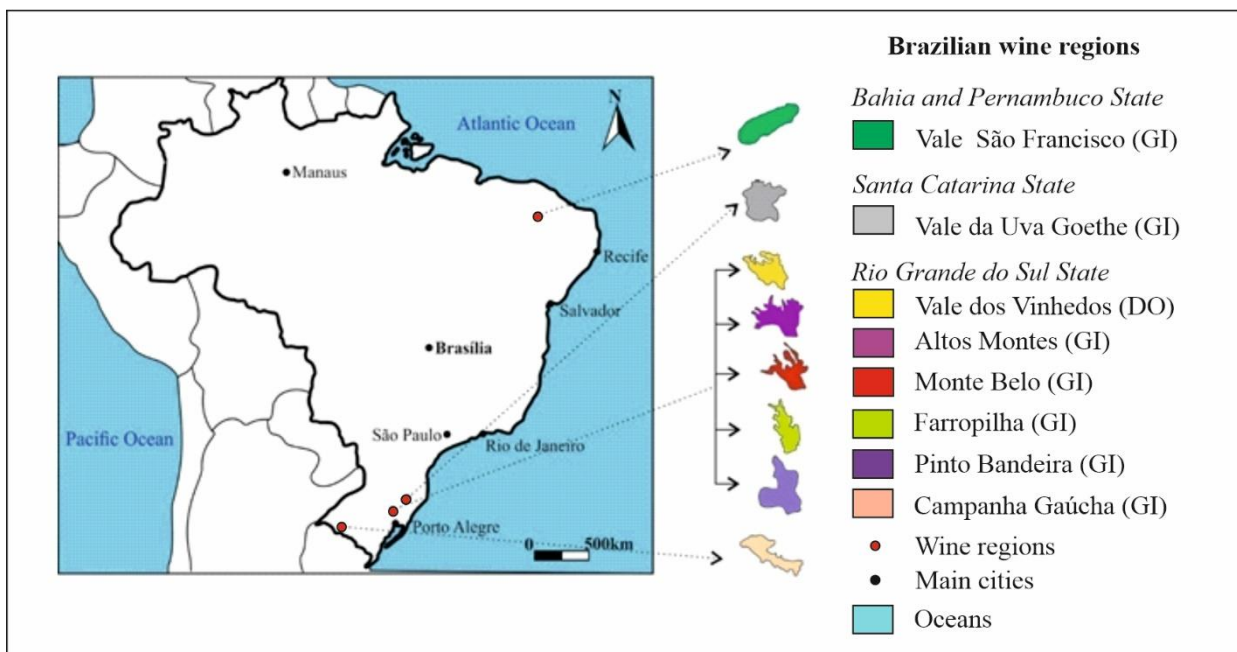 Brazilian wine regions
Bahia and Pernambuco State
Vale São Francisco (GI)
Santa Catarina State
Vale da Uva Goethe (GI)
Rio Grande do Sul State
Vale dos Vinhedos (DO)
Altos Montes (GI)
Monte Belo (GI)
Farropilha (GI)
Pinto Bandeira (GI)
Campanha Gaúcha (GI)
Wine regions
Main cities
Oceans
N
Atlantic Ocean
Manaus
Recife
Salvador
Brasília
São Paulo
Rio de Janeiro
Pacific Ocean
Porto Alegre
0 500km